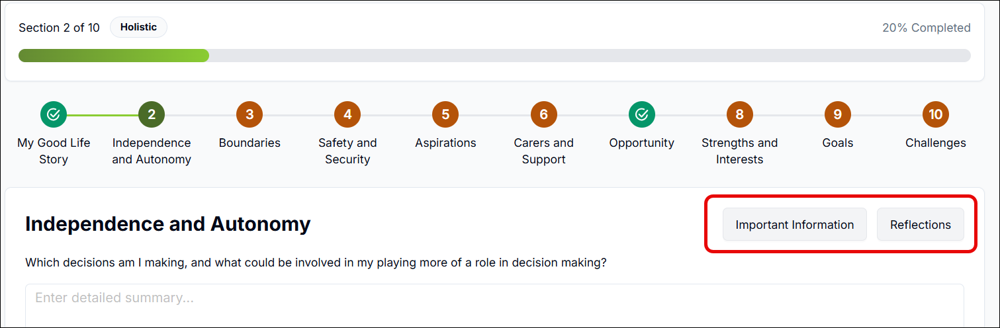 Section 2 of 10 Holistic 20% Completed
2 3 4 5 6 8 9 10
My Good Life Story
Independence and Autonomy
Boundaries
Safety and Security
Aspirations
Carers and Support
Opportunity
Strengths and Interests
Goals
Challenges
Independence and Autonomy
Important Information
Reflections
Which decisions am I making, and what could be involved in my playing more of a role in decision making?
Enter detailed summary...